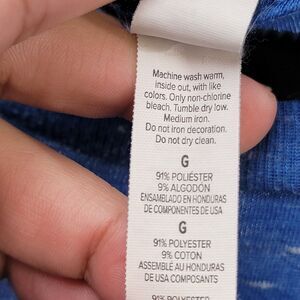 Machine wash warm,
inside out, with like
colors. Only non-chlorine
bleach. Tumble dry low.
Medium iron.
Do not iron decoration.
Do not dry clean.
G
91% POLIÉSTER
9% ALGODÓN
ENSAMBLADO EN HONDURAS
DE COMPONENTES DE USA
G
91% POLYESTER
9% COTON
ASSEMBLÉ AU HONDURAS
DE USA COMPOSANTS
91% POLYESTER